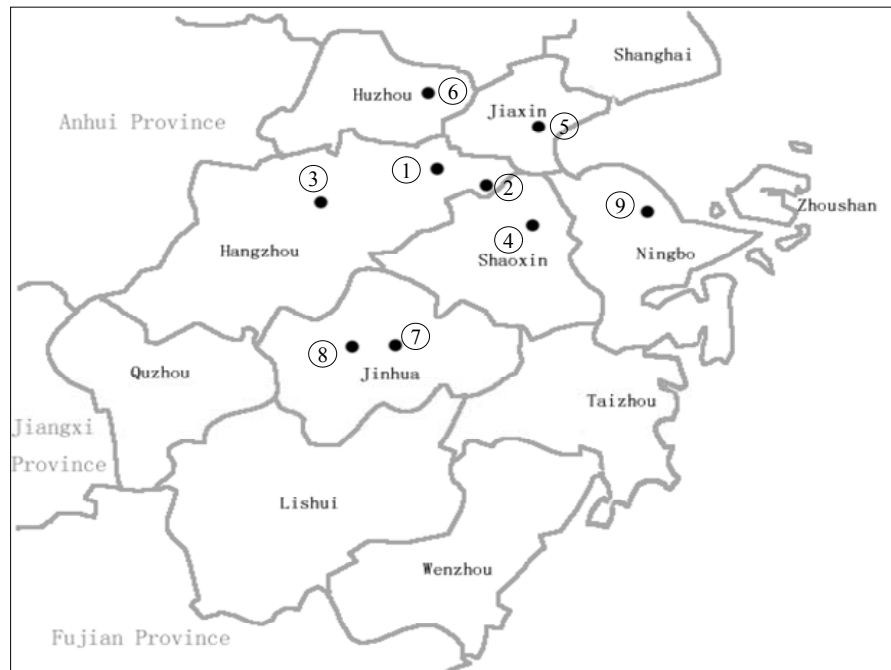 Shanghai
Huzhou
⑥
Jiaxin
⑤
Anhui Province
①
③
②
⑨
Zhoushan
④
Hangzhou
Shaoxin
Ningbo
⑦
⑧
Quzhou
Jinhua
Taizhou
Jiangxi
Province
Lishui
Wenzhou
Fujian Province